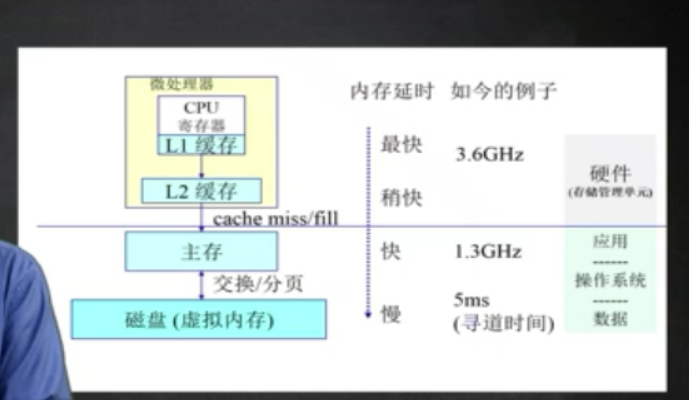 微处理器
CPU
寄存器
L1 缓存
L2 缓存
cache miss/fill
主存
交换/分页
磁盘 (虚拟内存)
内存延时
最快
稍快
快
慢
如今的例子
3.6GHz
1.3GHz
5ms
(寻道时间)
硬件
(存储管理单元)
应用
------
操作系统
------
数据